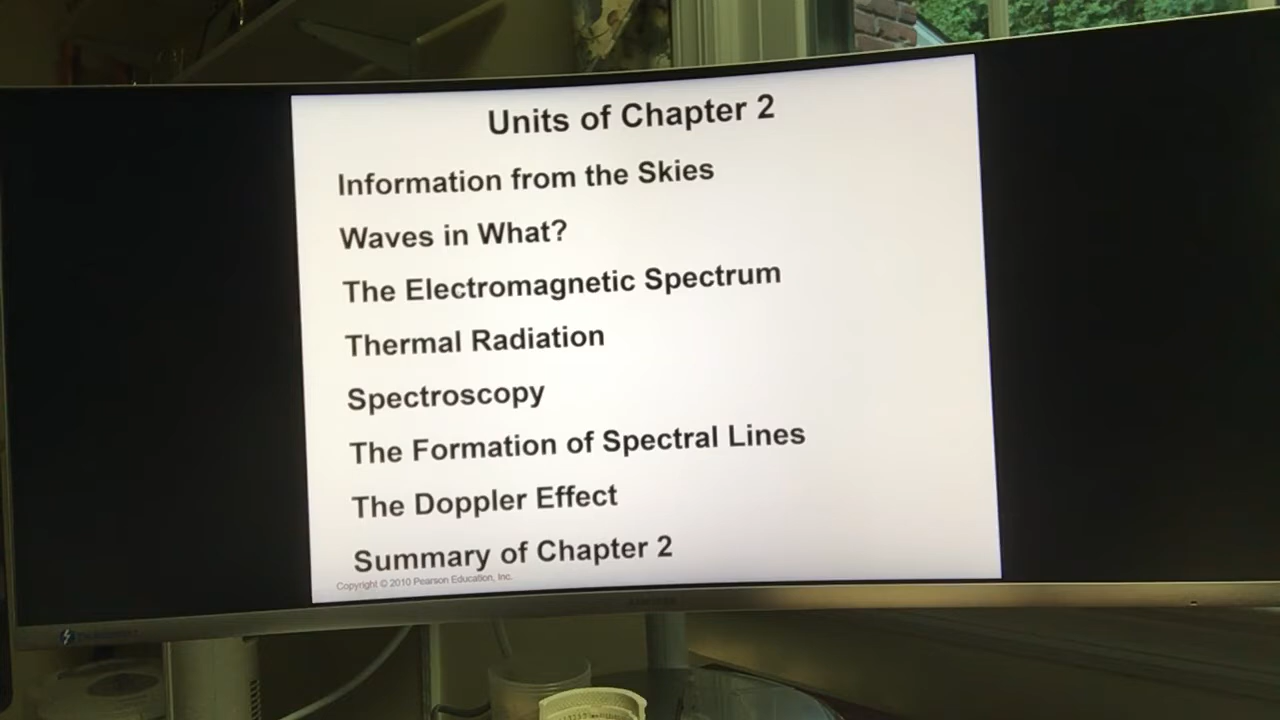 Units of Chapter 2
Information from the Skies
Waves in What?
The Electromagnetic Spectrum
Thermal Radiation
Spectroscopy
The Formation of Spectral Lines
The Doppler Effect
Summary of Chapter 2
Copyright © 2010 Pearson Education, Inc.